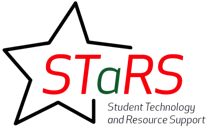 STaRS
Student Technology
and Resource Support